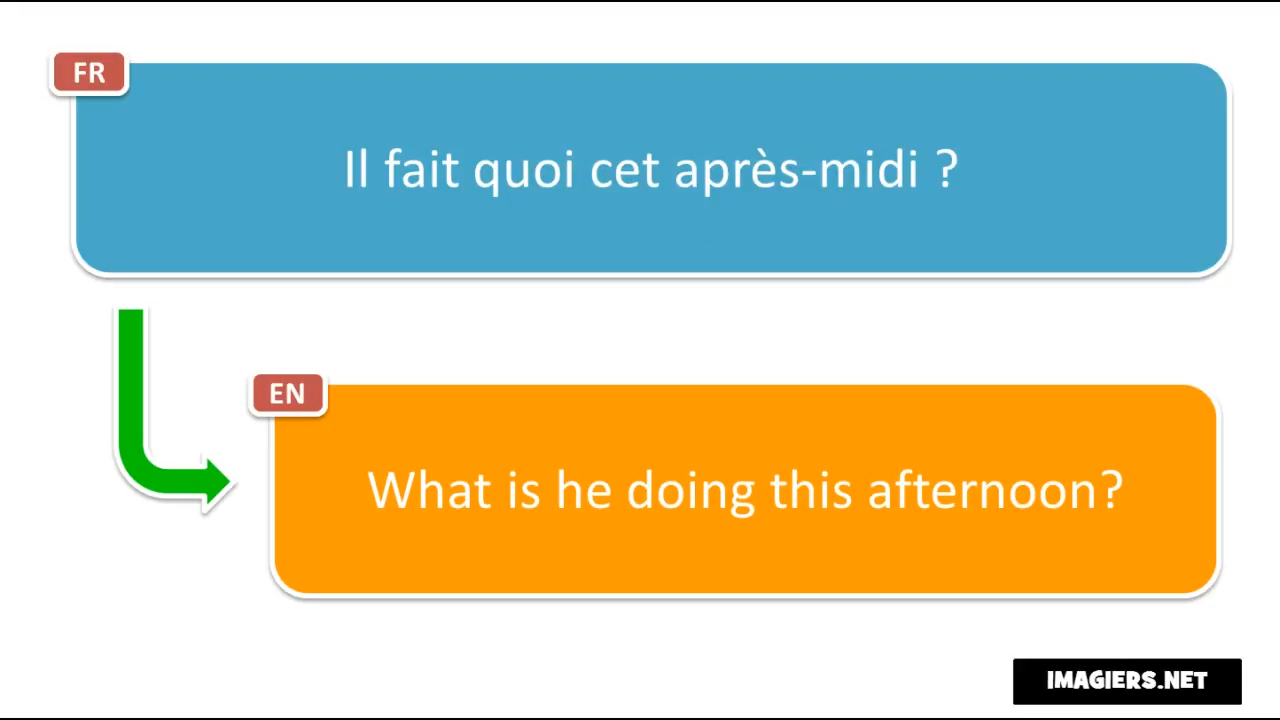 FR
Il fait quoi cet après-midi ?
EN
What is he doing this afternoon?
IMAGIERS.NET